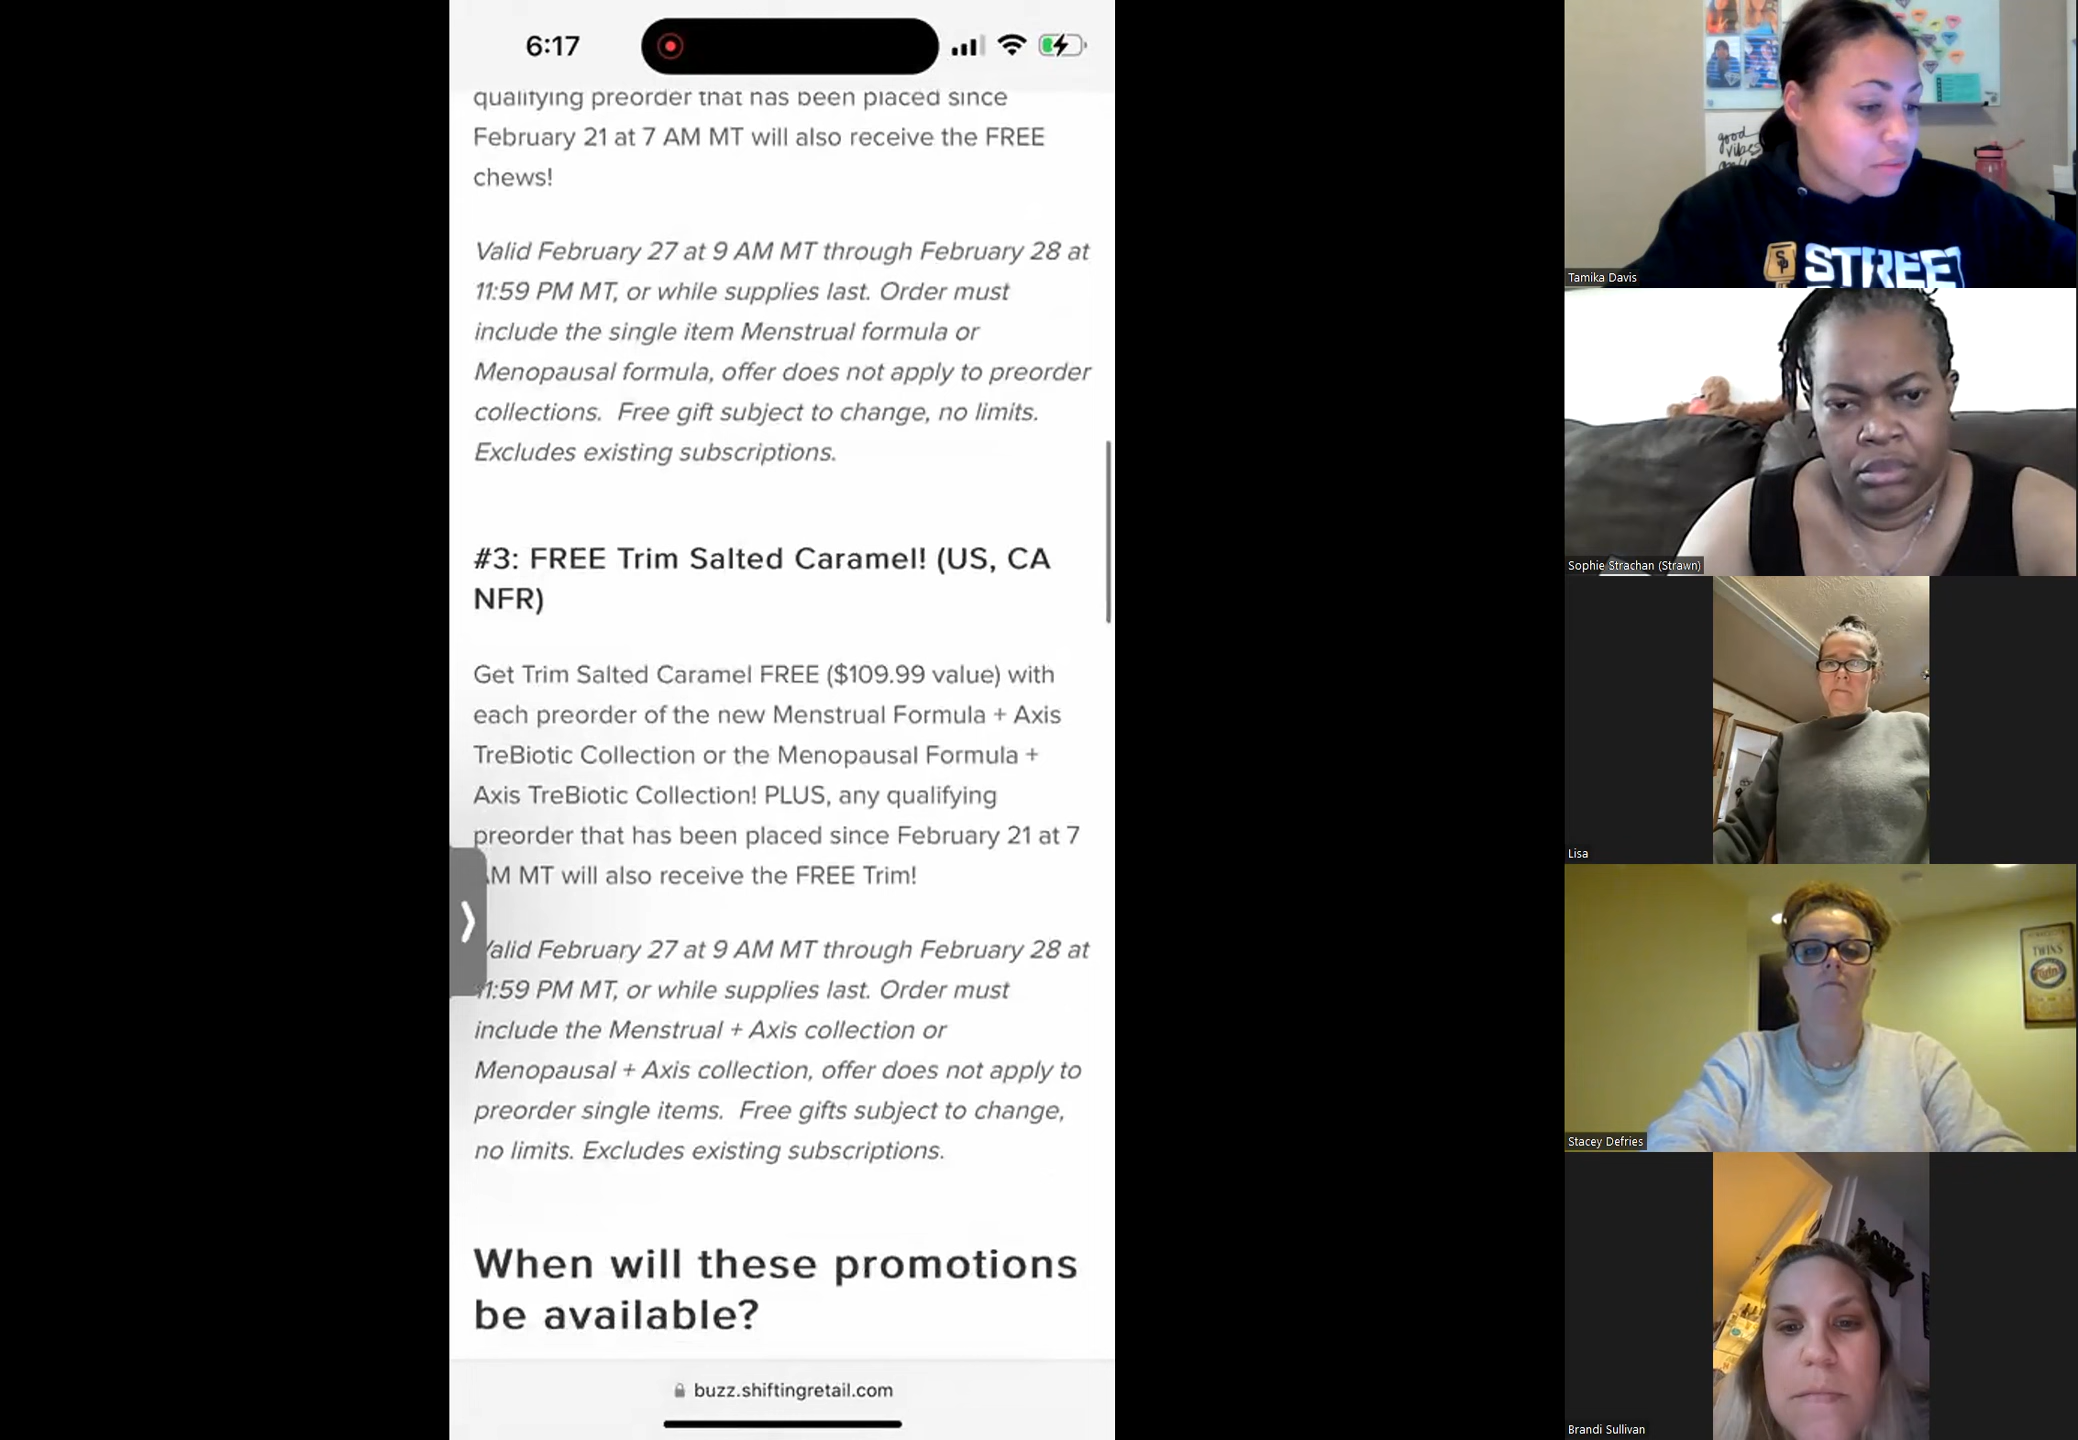 6:17
qualifying preorder that has been placed since
February 21 at 7 AM MT will also receive the FREE
chews!
Valid February 27 at 9 AM MT through February 28 at
11:59 PM MT, or while supplies last. Order must
include the single item Menstrual formula or
Menopausal formula, offer does not apply to preorder
collections. Free gift subject to change, no limits.
Excludes existing subscriptions.
#3: FREE Trim Salted Caramel! (US, CA
NFR)
Get Trim Salted Caramel FREE ($109.99 value) with
each preorder of the new Menstrual Formula + Axis
TreBiotic Collection or the Menopausal Formula +
Axis TreBiotic Collection! PLUS, any qualifying
preorder that has been placed since February 21 at 7
AM MT will also receive the FREE Trim!
Valid February 27 at 9 AM MT through February 28 at
11:59 PM MT, or while supplies last. Order must
include the Menstrual + Axis collection or
Menopausal + Axis collection, offer does not apply to
preorder single items. Free gifts subject to change,
no limits. Excludes existing subscriptions.
When will these promotions
be available?
buzz.shiftingretail.com
good
vibes
STREET
Tamika Davis
Sophie Strachan (Strawn)
Lisa
TWINS
Stacey Defries
Brandi Sullivan